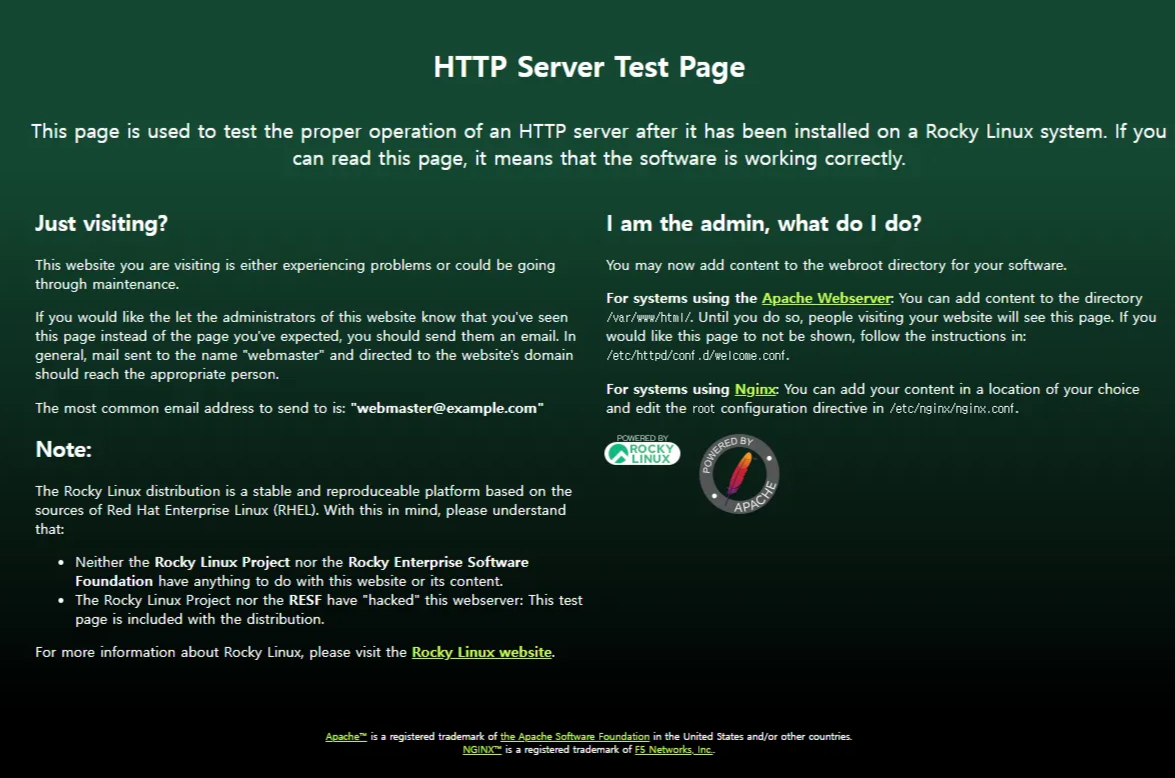 HTTP Server Test Page
This page is used to test the proper operation of an HTTP server after it has been installed on a Rocky Linux system. If you
can read this page, it means that the software is working correctly.
Just visiting?
This website you are visiting is either experiencing problems or could be going
through maintenance.
If you would like the let the administrators of this website know that you've seen
this page instead of the page you've expected, you should send them an email. In
general, mail sent to the name "webmaster" and directed to the website's domain
should reach the appropriate person.
The most common email address to send to is: "webmaster@example.com"
Note:
The Rocky Linux distribution is a stable and reproduceable platform based on the
sources of Red Hat Enterprise Linux (RHEL). With this in mind, please understand
that:
• Neither the Rocky Linux Project nor the Rocky Enterprise Software
Foundation have anything to do with this website or its content.
• The Rocky Linux Project nor the RESF have "hacked" this webserver: This test
page is included with the distribution.
For more information about Rocky Linux, please visit the Rocky Linux website.
I am the admin, what do I do?
You may now add content to the webroot directory for your software.
For systems using the Apache Webserver: You can add content to the directory
/var/www/html/. Until you do so, people visiting your website will see this page. If you
would like this page to not be shown, follow the instructions in:
/etc/httpd/conf.d/welcome.conf.
For systems using Nginx: You can add your content in a location of your choice
and edit the root configuration directive in /etc/nginx/nginx.conf.
POWERED BY
ROCKY
LINUX
POWERED BY
APACHE
Apache™ is a registered trademark of the Apache Software Foundation in the United States and/or other countries.
NGINX™ is a registered trademark of F5 Networks, Inc..